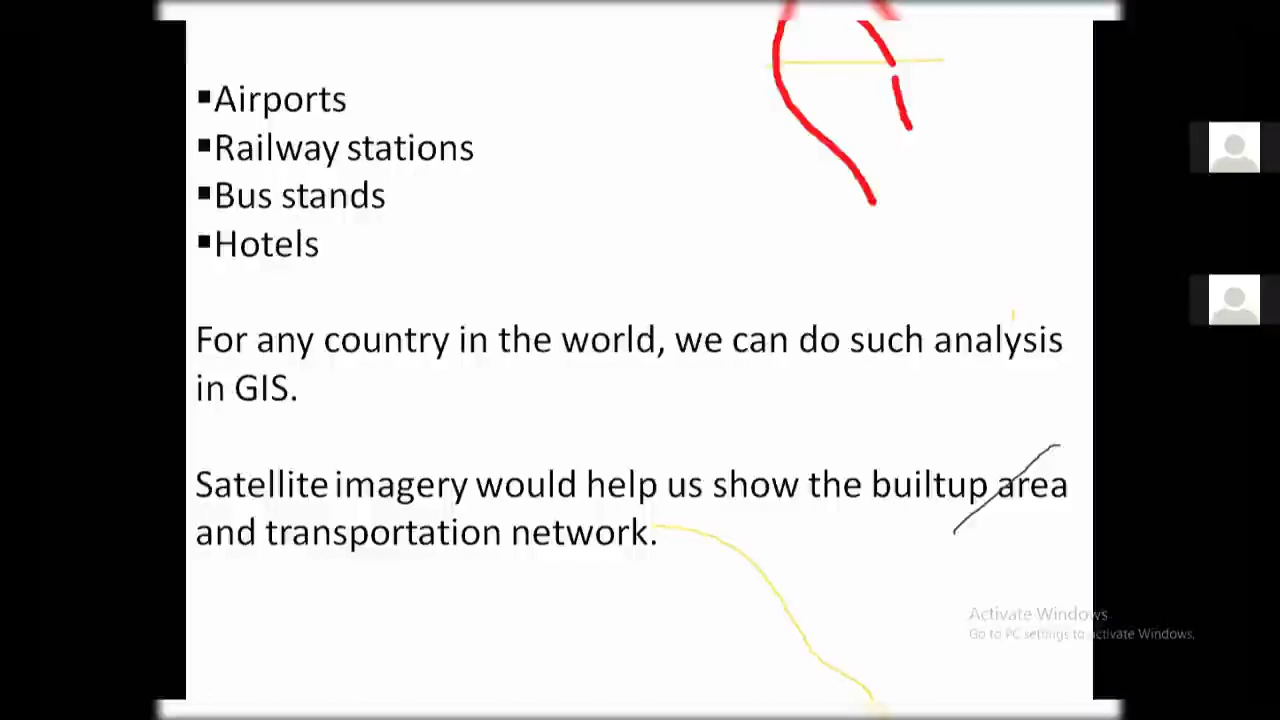 ▪Airports
▪Railway stations
▪Bus stands
▪Hotels
For any country in the world, we can do such analysis
in GIS.
Satellite imagery would help us show the builtup area
and transportation network.
Activate Windows
Go to PC settings to activate Windows.